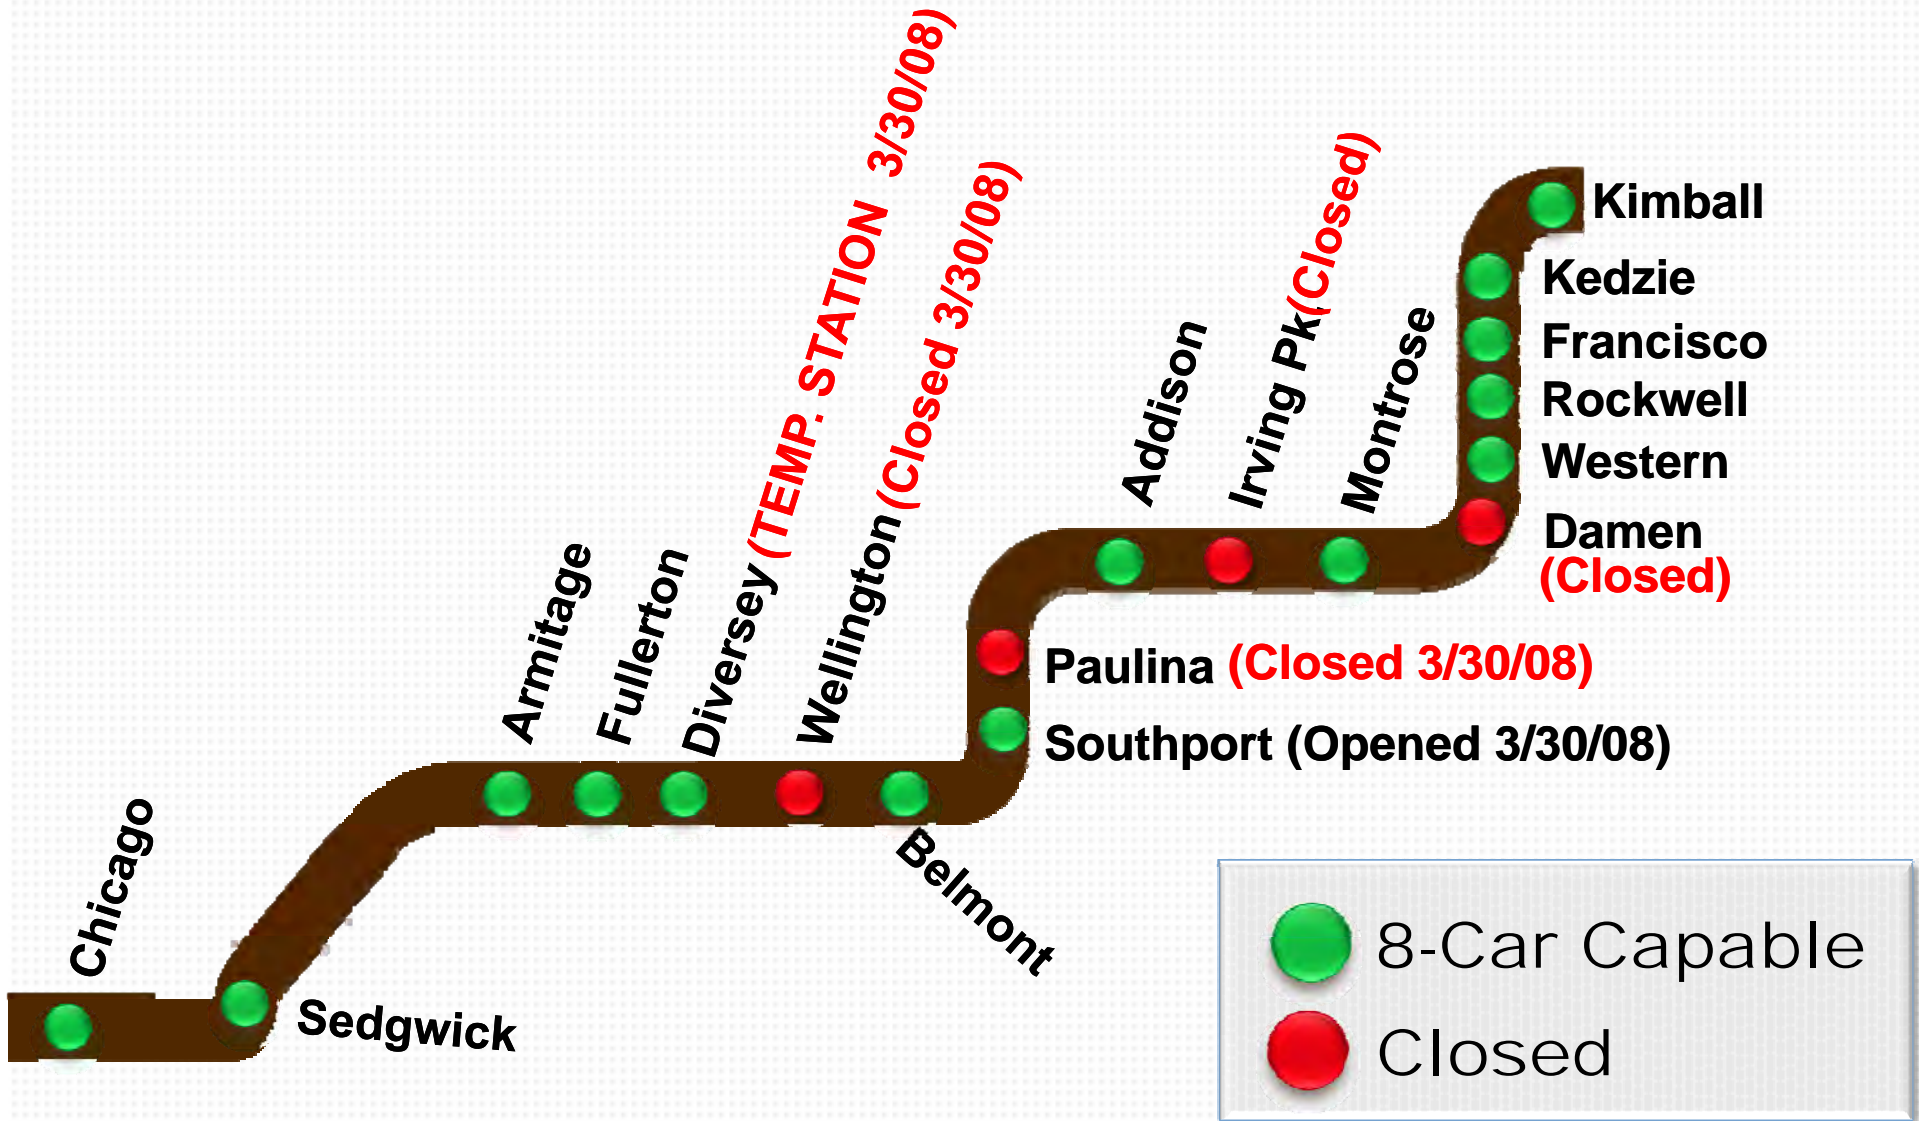 Chicago
Sedgwick
Armitage
Fullerton
Diversey (TEMP. STATION 3/30/08)
Wellington (Closed 3/30/08)
Belmont
Southport (Opened 3/30/08)
Paulina (Closed 3/30/08)
Addison
Irving Pk. (Closed)
Montrose
Damen
(Closed)
Western
Rockwell
Francisco
Kedzie
Kimball
8-Car Capable
Closed